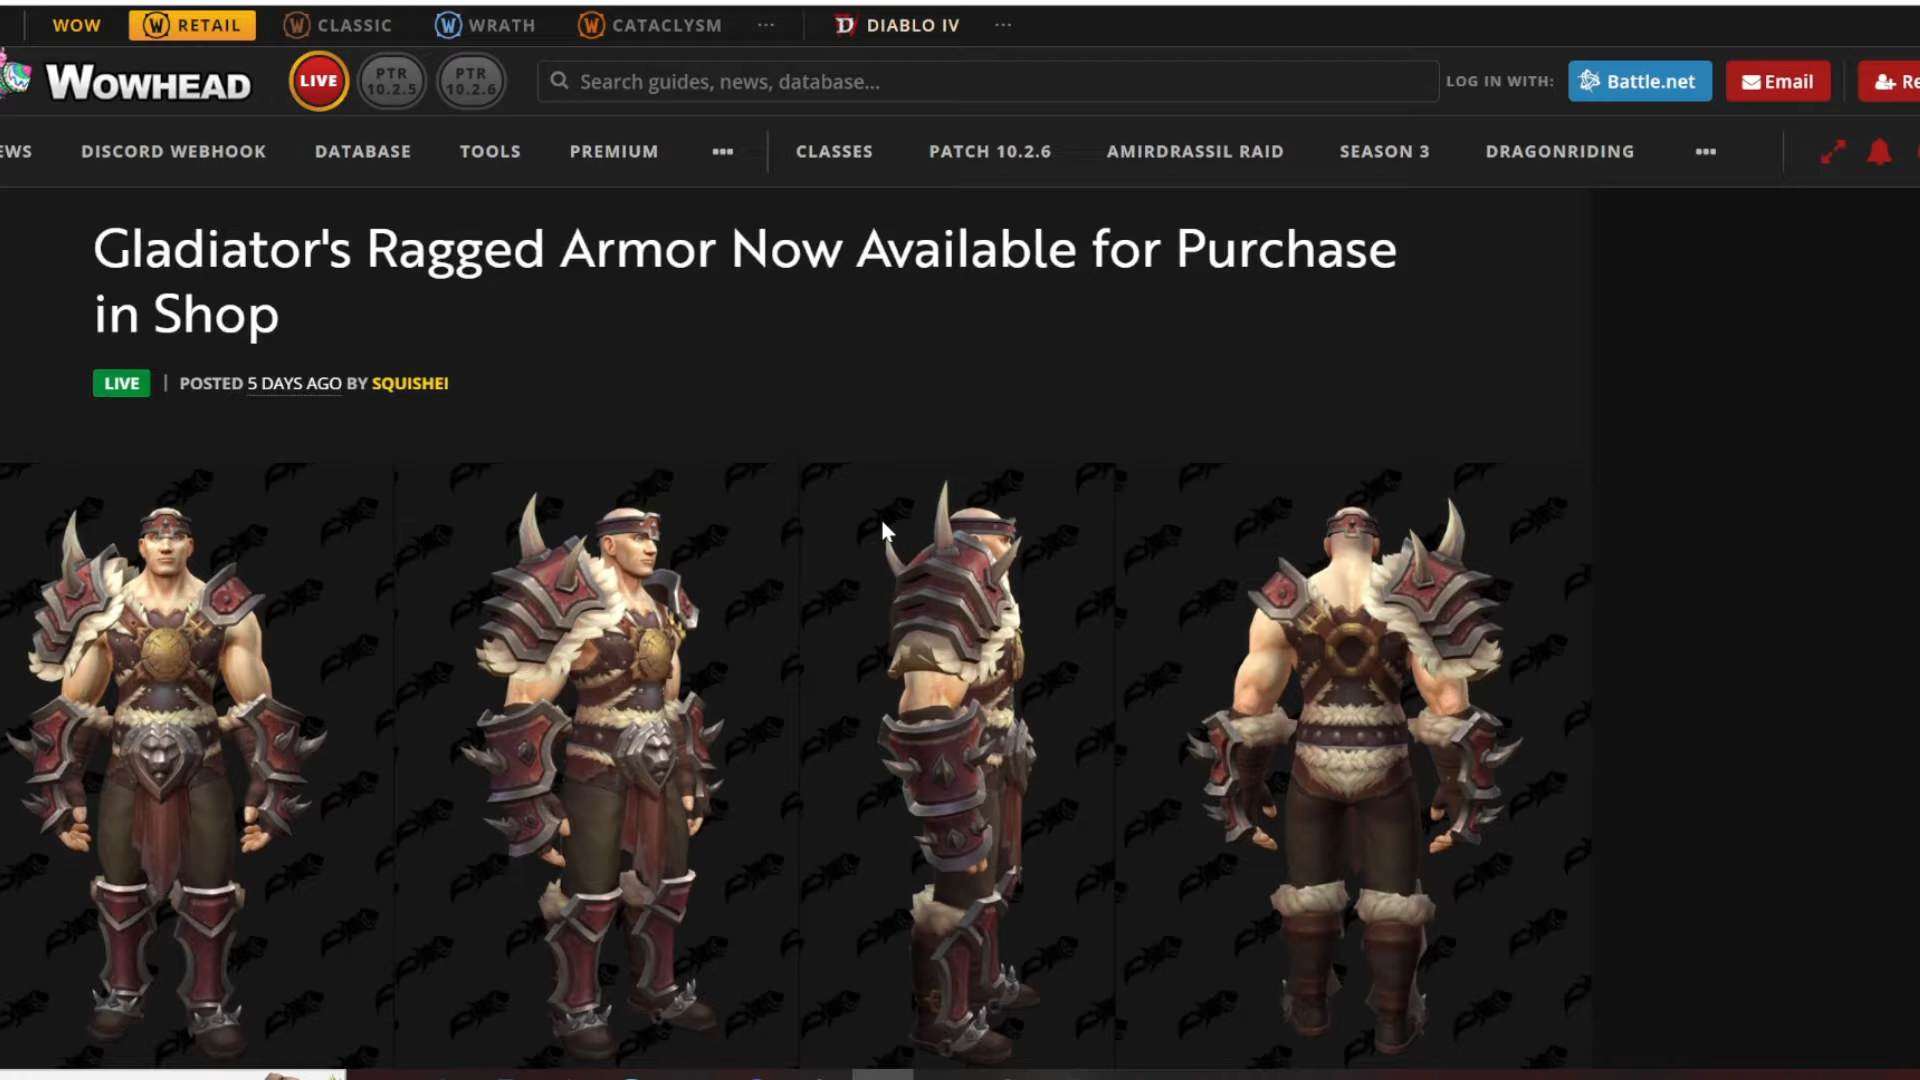 WOW RETAIL CLASSIC WRATH CATACLYSM ... DIABLO IV ...
WOWHEAD LIVE PTR 10.2.5 PTR 10.2.6 Search guides, news, database... LOG IN WITH: Battle.net Email Re
EWS DISCORD WEBHOOK DATABASE TOOLS PREMIUM ... CLASSES PATCH 10.2.6 AMIRDRASSIL RAID SEASON 3 DRAGONRIDING ...
Gladiator's Ragged Armor Now Available for Purchase
in Shop
LIVE | POSTED 5 DAYS AGO BY SQUISHEI